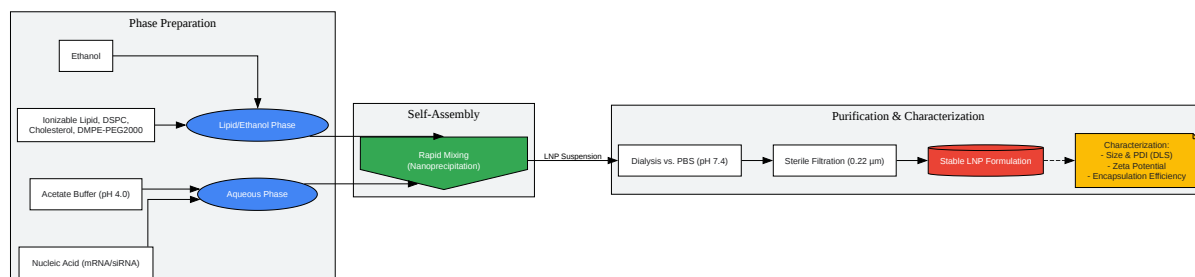 Phase Preparation
Ethanol
Ionizable Lipid, DSPC,
Cholesterol, DMPE-PEG2000
Lipid/Ethanol Phase
Acetate Buffer (pH 4.0)
Aqueous Phase
Nucleic Acid (mRNA/siRNA)
Self-Assembly
Rapid Mixing
(Nanoprecipitation)
LNP Suspension
Purification & Characterization
Dialysis vs. PBS (pH 7.4)
Sterile Filtration (0.22 µm)
Stable LNP Formulation
Characterization:
- Size & PDI (DLS)
- Zeta Potential
- Encapsulation Efficiency